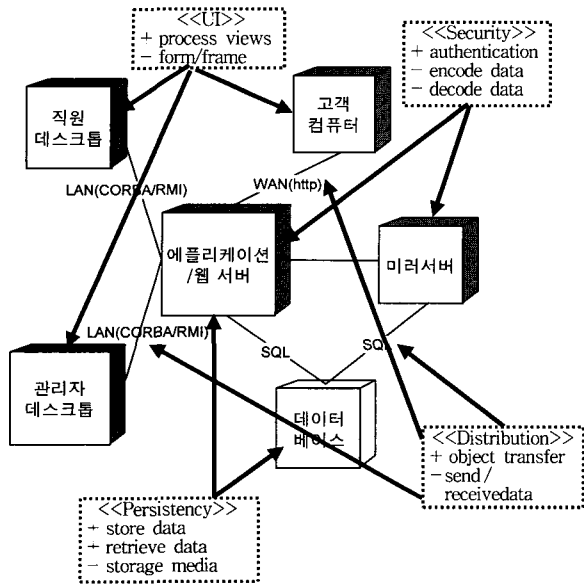 <<UI>>
+ process views
- form/frame
<<Security>>
+ authentication
- encode data
- decode data
직원
데스크톱
고객
컴퓨터
LAN(CORBA/RMI)
WAN(http)
에플리케이션
/웹 서버
미러서버
LAN(CORBA/RMI)
SQL
SQL
관리자
데스크톱
데이터
베이스
<<Distribution>>
+ object transfer
- send/
receivedata
<<Persistency>>
+ store data
+ retrieve data
- storage media